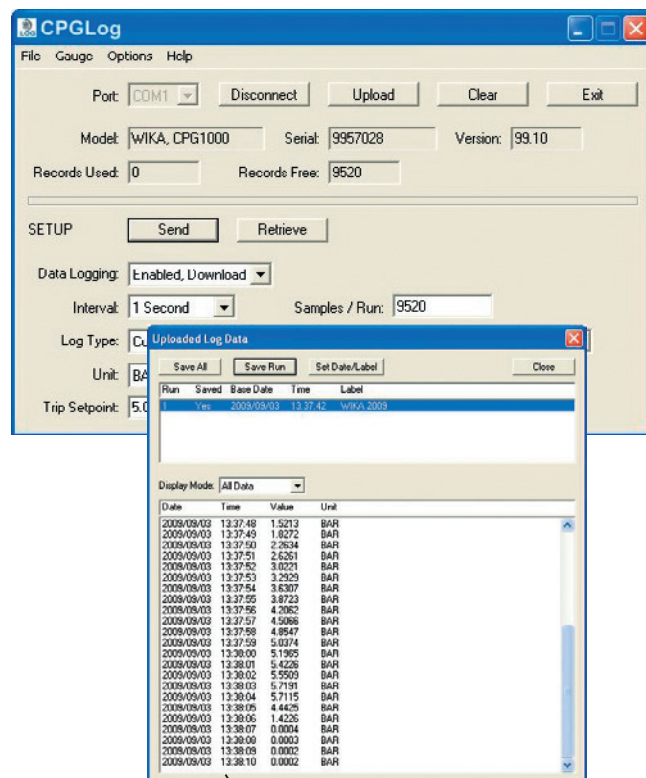 CPGLog
File Gauge Options Help
Port: COM1 Disconnect Upload Clear Exit
Model: WIKA, CPG1000 Serial: 9957028 Version: 99.10
Records Used: 0 Records Free: 9520
SETUP Send Retrieve
Data Logging: Enabled, Download
Interval: 1 Second Samples / Run: 9520
Log Type:
Unit:
Trip Setpoint:
Uploaded Log Data
Save All Save Run Set Date/Label Close
Run Saved Base Date Time Label
1 Yes 2009/09/03 13:37:42 WIKA 2009
Display Mode: All Data
Date Time Value Unit
2009/09/03 13:37:48 1.5213 BAR
2009/09/03 13:37:49 1.8272 BAR
2009/09/03 13:37:50 2.2634 BAR
2009/09/03 13:37:51 2.6261 BAR
2009/09/03 13:37:52 3.0221 BAR
2009/09/03 13:37:53 3.2929 BAR
2009/09/03 13:37:54 3.6307 BAR
2009/09/03 13:37:55 3.8723 BAR
2009/09/03 13:37:56 4.2062 BAR
2009/09/03 13:37:57 4.5066 BAR
2009/09/03 13:37:58 4.8547 BAR
2009/09/03 13:37:59 5.0374 BAR
2009/09/03 13:38:00 5.1965 BAR
2009/09/03 13:38:01 5.4226 BAR
2009/09/03 13:38:02 5.5509 BAR
2009/09/03 13:38:03 5.7191 BAR
2009/09/03 13:38:04 5.7115 BAR
2009/09/03 13:38:05 4.4425 BAR
2009/09/03 13:38:06 1.4226 BAR
2009/09/03 13:38:07 0.0004 BAR
2009/09/03 13:38:08 0.0003 BAR
2009/09/03 13:38:09 0.0002 BAR
2009/09/03 13:38:10 0.0002 BAR